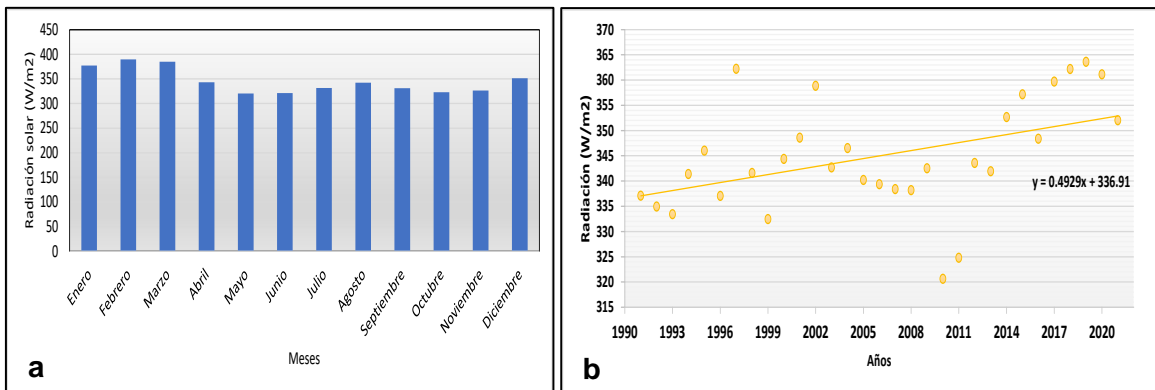 Radiación solar (W/m2)
450
400
350
300
250
200
150
100
50
0
Enero
Febrero
Marzo
Abril
Mayo
Junio
Julio
Agosto
Septiembre
Octubre
Noviembre
Diciembre
Meses
a
Radiación (W/m2)
370
365
360
355
350
345
340
335
330
325
320
315
y = 0.4929x + 336.91
1990 1993 1996 1999 2002 2005 2008 2011 2014 2017 2020
Años
b